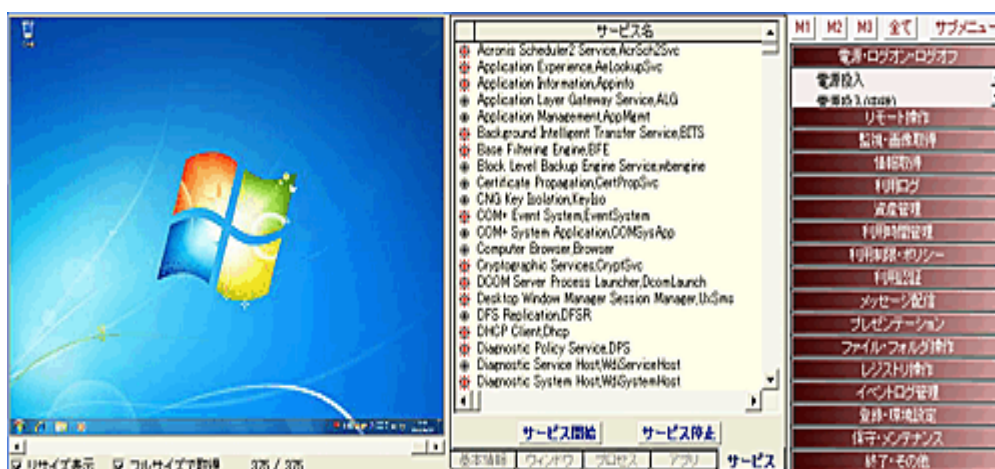 サービス名
Acronis Scheduler2 Service,AcrSch2Svc
Application Experience,AeLookupSvc
Application Information,Appinfo
Application Layer Gateway Service,ALG
Application Management,AppMgmt
Background Intelligent Transfer Service,BITS
Base Filtering Engine,BFE
Block Level Backup Engine Service,wbengine
Certificate Propagation,CertPropSvc
CNG Key Isolation,KeyIso
COM+ Event System,EventSystem
COM+ System Application,COMSysApp
Computer Browser,Browser
Cryptographic Services,CryptSvc
DCOM Server Process Launcher,DcomLaunch
Desktop Window Manager Session Manager,UxSms
DFS Replication,DFSR
DHCP Client,Dhcp
Diagnostic Policy Service,DPS
Diagnostic Service Host,WdiServiceHost
Diagnostic System Host,WdiSystemHost
サービス開始 サービス停止
基本情報 ウィンドウ プロセス アプリ サービス
リサイズ表示 フルサイズで取得 375 / 375
M1 M2 M3 全て サブメニュー
電源・ログオン・ログオフ
電源投入
リモート操作
監視・画像取得
情報取得
利用ログ
資産管理
利用時間管理
利用制限・ポリシー
利用認証
メッセージ配信
プレゼンテーション
ファイル・フォルダ操作
レジストリ操作
イベントログ管理
登録・環境設定
保守・メンテナンス
終了・その他